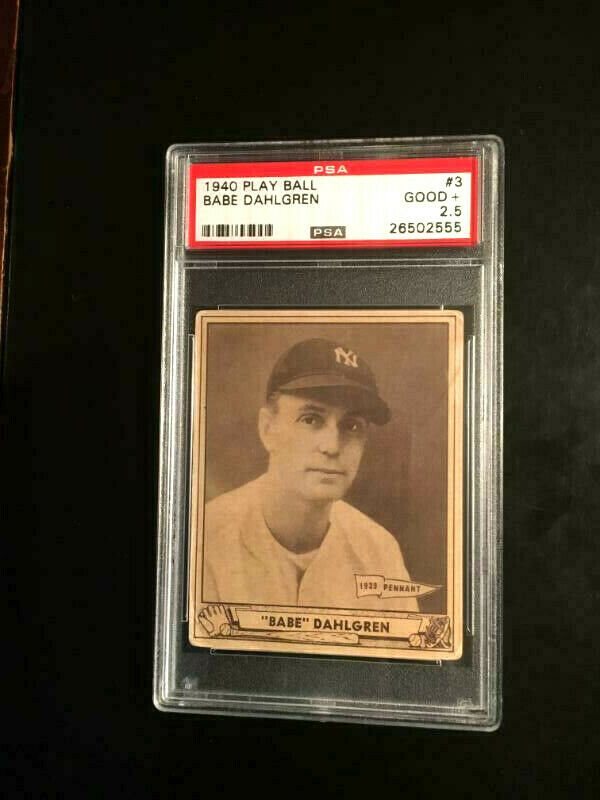 PSA
1940 PLAY BALL #3
BABE DAHLGREN GOOD +
2.5
PSA 26502555
NY
1939 PENNANT
"BABE" DAHLGREN